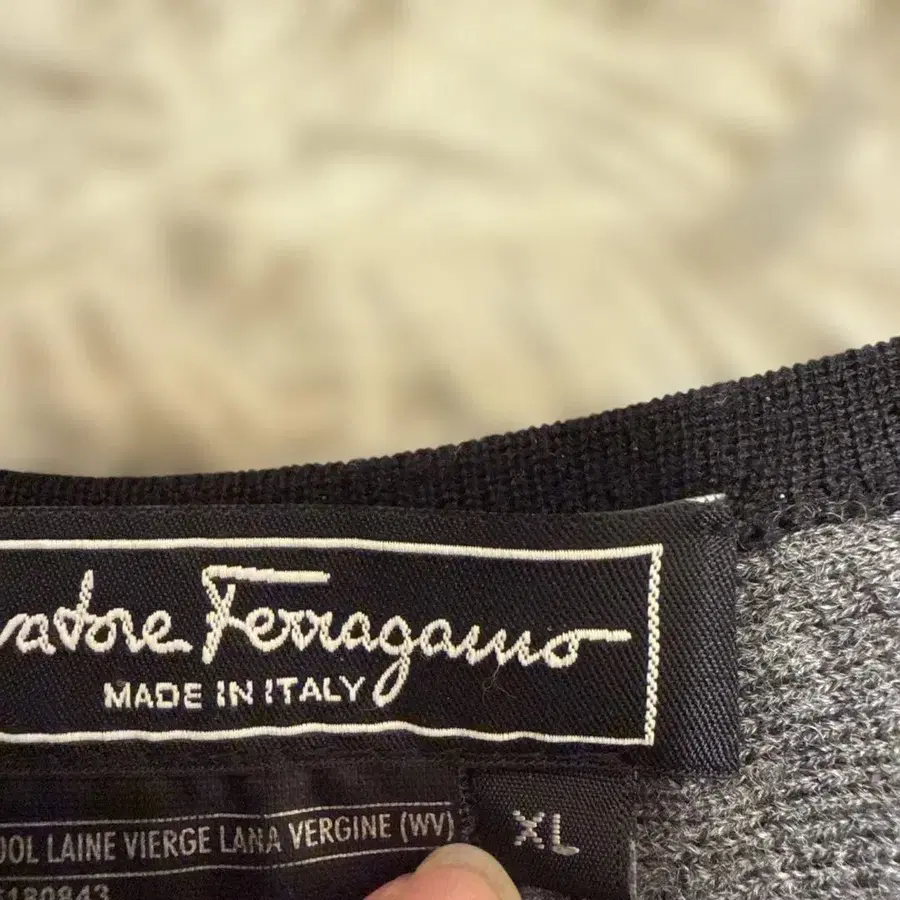 vatore Ferragamo
MADE IN ITALY
XL
OOL LAINE VIERGE LANA VERGINE (WV)